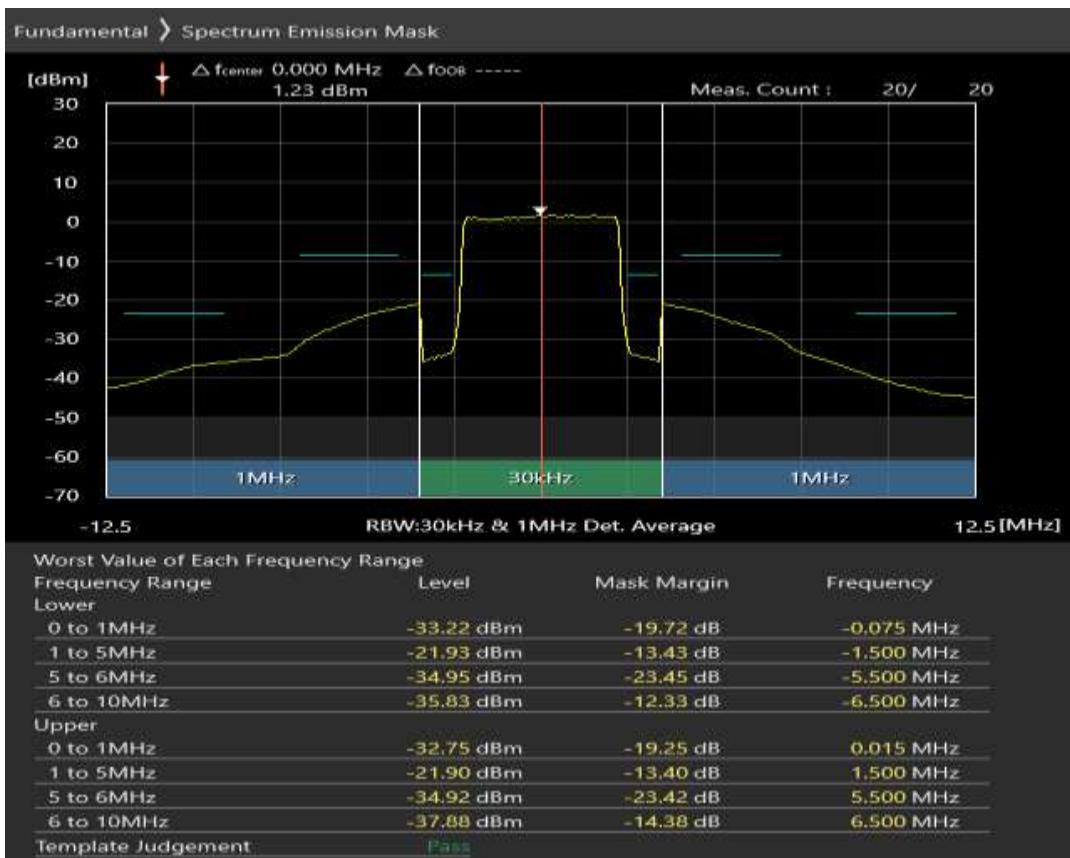 Fundamental ❯ Spectrum Emission Mask
[dBm] △ fcenter 0.000 MHz △ fOOB -----
1.23 dBm Meas. Count : 20/ 20
30
20
10
0
-10
-20
-30
-40
-50
-60
1MHz 30kHz 1MHz
-70
-12.5 RBW:30kHz & 1MHz Det. Average 12.5 [MHz]
Worst Value of Each Frequency Range
Frequency Range Level Mask Margin Frequency
Lower
0 to 1MHz -33.22 dBm -19.72 dB -0.075 MHz
1 to 5MHz -21.93 dBm -13.43 dB -1.500 MHz
5 to 6MHz -34.95 dBm -23.45 dB -5.500 MHz
6 to 10MHz -35.83 dBm -12.33 dB -6.500 MHz
Upper
0 to 1MHz -32.75 dBm -19.25 dB 0.015 MHz
1 to 5MHz -21.90 dBm -13.40 dB 1.500 MHz
5 to 6MHz -34.92 dBm -23.42 dB 5.500 MHz
6 to 10MHz -37.88 dBm -14.38 dB 6.500 MHz
Template Judgement Pass